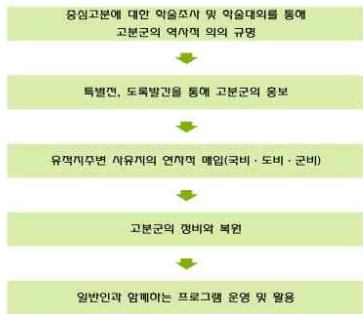 중심고분에 대한 학술조사 및 학술대회를 통해
고분군의 역사적 의의 규명
특별전, 도록발간을 통해 고분군의 홍보
유적지주변 사유지의 연차적 매입(국비 · 도비 · 군비)
고분군의 정비와 복원
일반인과 함께하는 프로그램 운영 및 활용